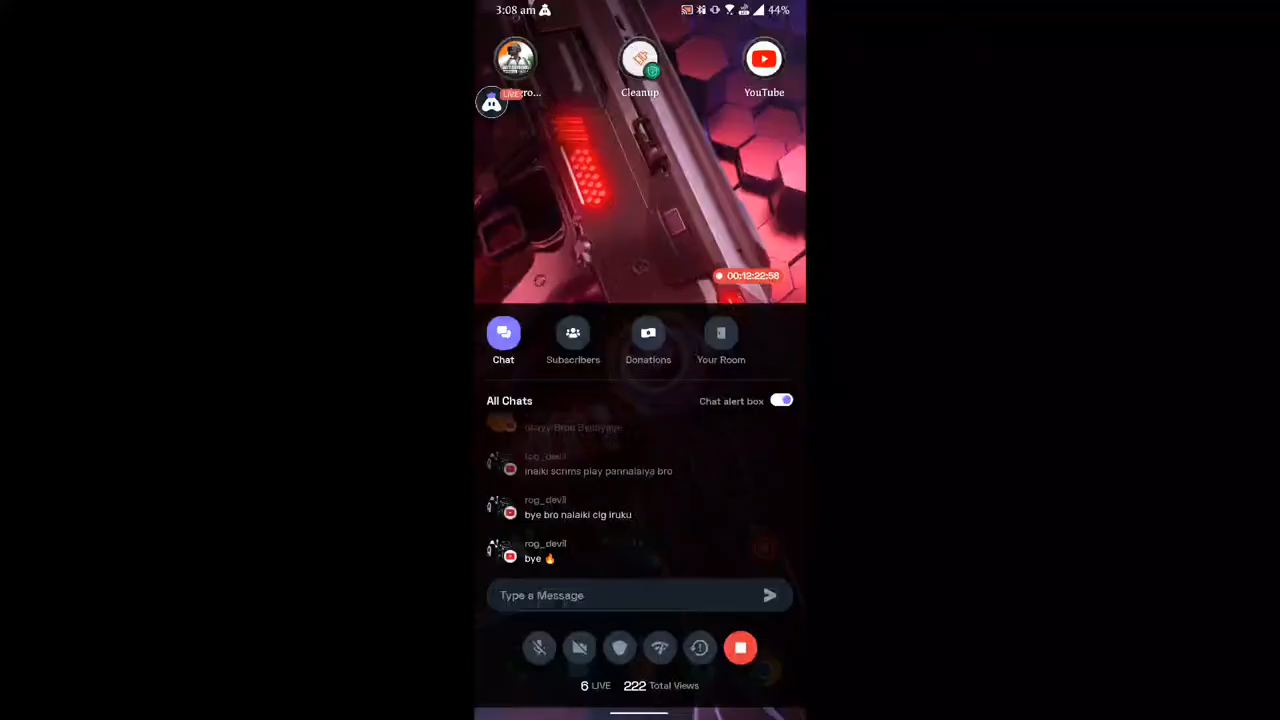 3:08 am
44%
LIVE
Cleanup
YouTube
00:12:22:58
Chat
Subscribers
Donations
Your Room
All Chats
Chat alert box
rog_devil
inaiki scrims play pannalaiya bro
rog_devil
bye bro nalaiki clg iruku
rog_devil
bye 🔥
Type a Message
6 LIVE 222 Total Views